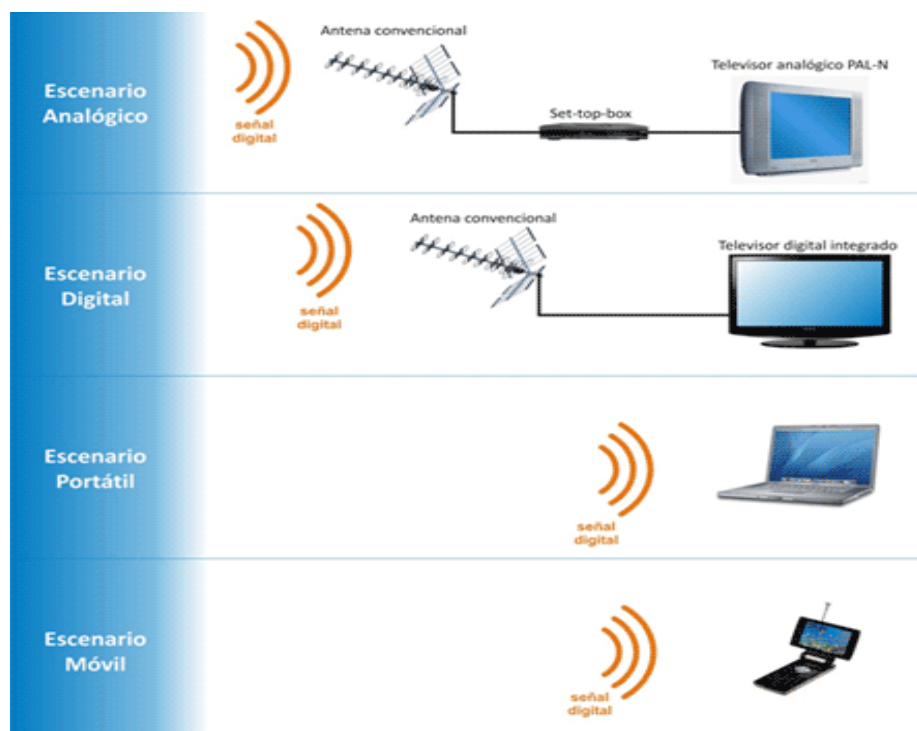 Escenario
Analógico
señal
digital
Antena convencional
Set-top-box
Televisor analógico PAL-N
Escenario
Digital
señal
digital
Antena convencional
Televisor digital integrado
Escenario
Portátil
señal
digital
Escenario
Móvil
señal
digital